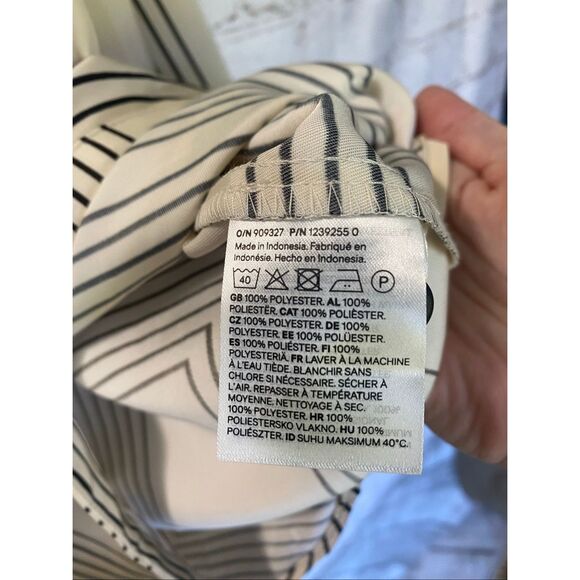 O/N 909327 P/N 1239255 0
Made in Indonesia. Fabriqué en
Indonésie. Hecho en Indonesia.
40 P
GB 100% POLYESTER. AL 100%
POLIESTËR. CAT 100% POLIÈSTER.
CZ 100% POLYESTER. DE 100%
POLYESTER. EE 100% POLÜESTER.
ES 100% POLIÉSTER. FI 100%
POLYESTERIÄ. FR LAVER À LA MACHINE
À L'EAU TIÈDE. BLANCHIR SANS
CHLORE SI NÉCESSAIRE. SÉCHER À
L'AIR. REPASSER À TEMPÉRATURE
MOYENNE. NETTOYAGE À SEC.
100% POLYESTER. HR 100%
POLIESTERSKO VLAKNO. HU 100%
POLIÉSZTER. ID SUHU MAKSIMUM 40°C.